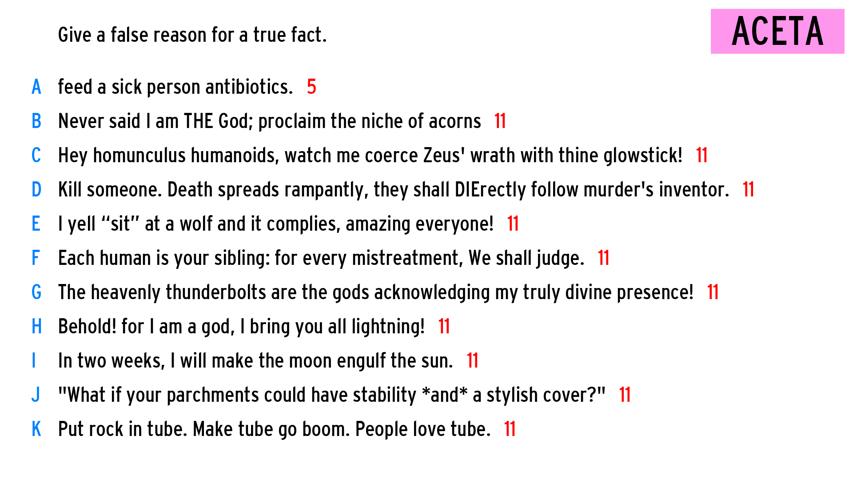 Give a false reason for a true fact.
ACETA
A feed a sick person antibiotics. 5
B Never said I am THE God; proclaim the niche of acorns 11
C Hey homunculus humanoids, watch me coerce Zeus' wrath with thine glowstick! 11
D Kill someone. Death spreads rampantly, they shall DIErectly follow murder's inventor. 11
E I yell “sit” at a wolf and it complies, amazing everyone! 11
F Each human is your sibling: for every mistreatment, We shall judge. 11
G The heavenly thunderbolts are the gods acknowledging my truly divine presence! 11
H Behold! for I am a god, I bring you all lightning! 11
I In two weeks, I will make the moon engulf the sun. 11
J "What if your parchments could have stability *and* a stylish cover?" 11
K Put rock in tube. Make tube go boom. People love tube. 11